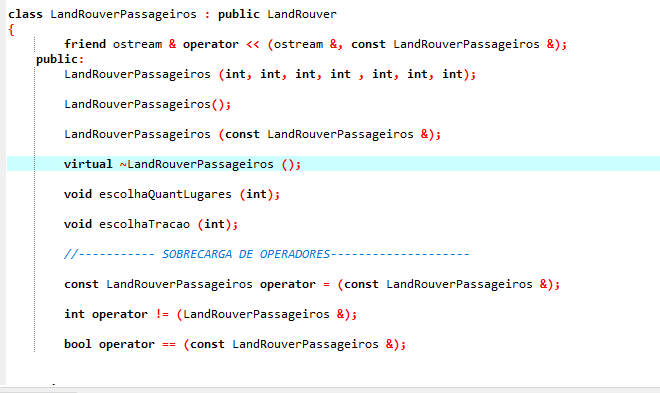 class LandRouverPassageiros : public LandRouver
{
friend ostream & operator << (ostream &, const LandRouverPassageiros &);
public:
LandRouverPassageiros (int, int, int, int , int, int, int);
LandRouverPassageiros();
LandRouverPassageiros (const LandRouverPassageiros &);
virtual ~LandRouverPassageiros ();
void escolhaQuantLugares (int);
void escolhaTracao (int);
//----------- SOBRECARGA DE OPERADORES--------------------
const LandRouverPassageiros operator = (const LandRouverPassageiros &);
int operator != (LandRouverPassageiros &);
bool operator == (const LandRouverPassageiros &);